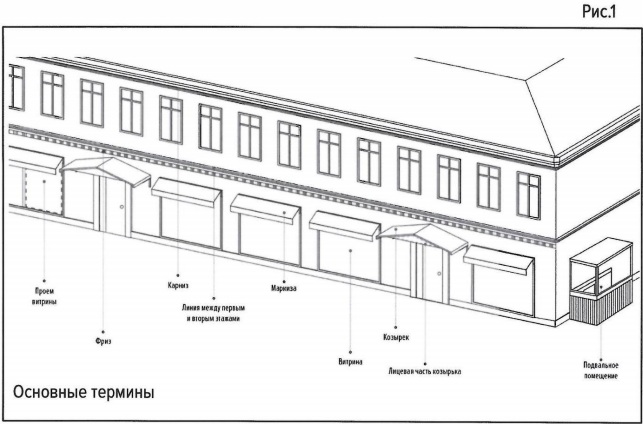 Рис.1
Проем
витрины
Фриз
Карниз
Линия между первым
и вторым этажами
Маркиза
Витрина
Козырек
Лицевая часть козырька
Подвальное
помещение
Основные термины